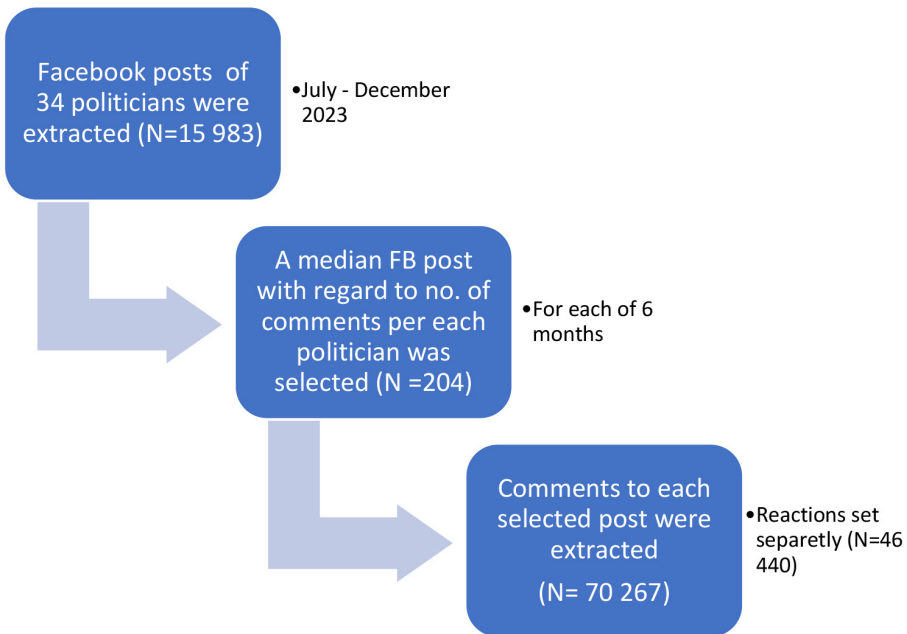 Facebook posts of
34 politicians were
extracted (N=15 983)
•July - December
2023
A median FB post
with regard to no. of
comments per each
politician was
selected (N =204)
•For each of 6
months
Comments to each
selected post were
extracted
(N= 70 267)
•Reactions set
separetly (N=46
440)